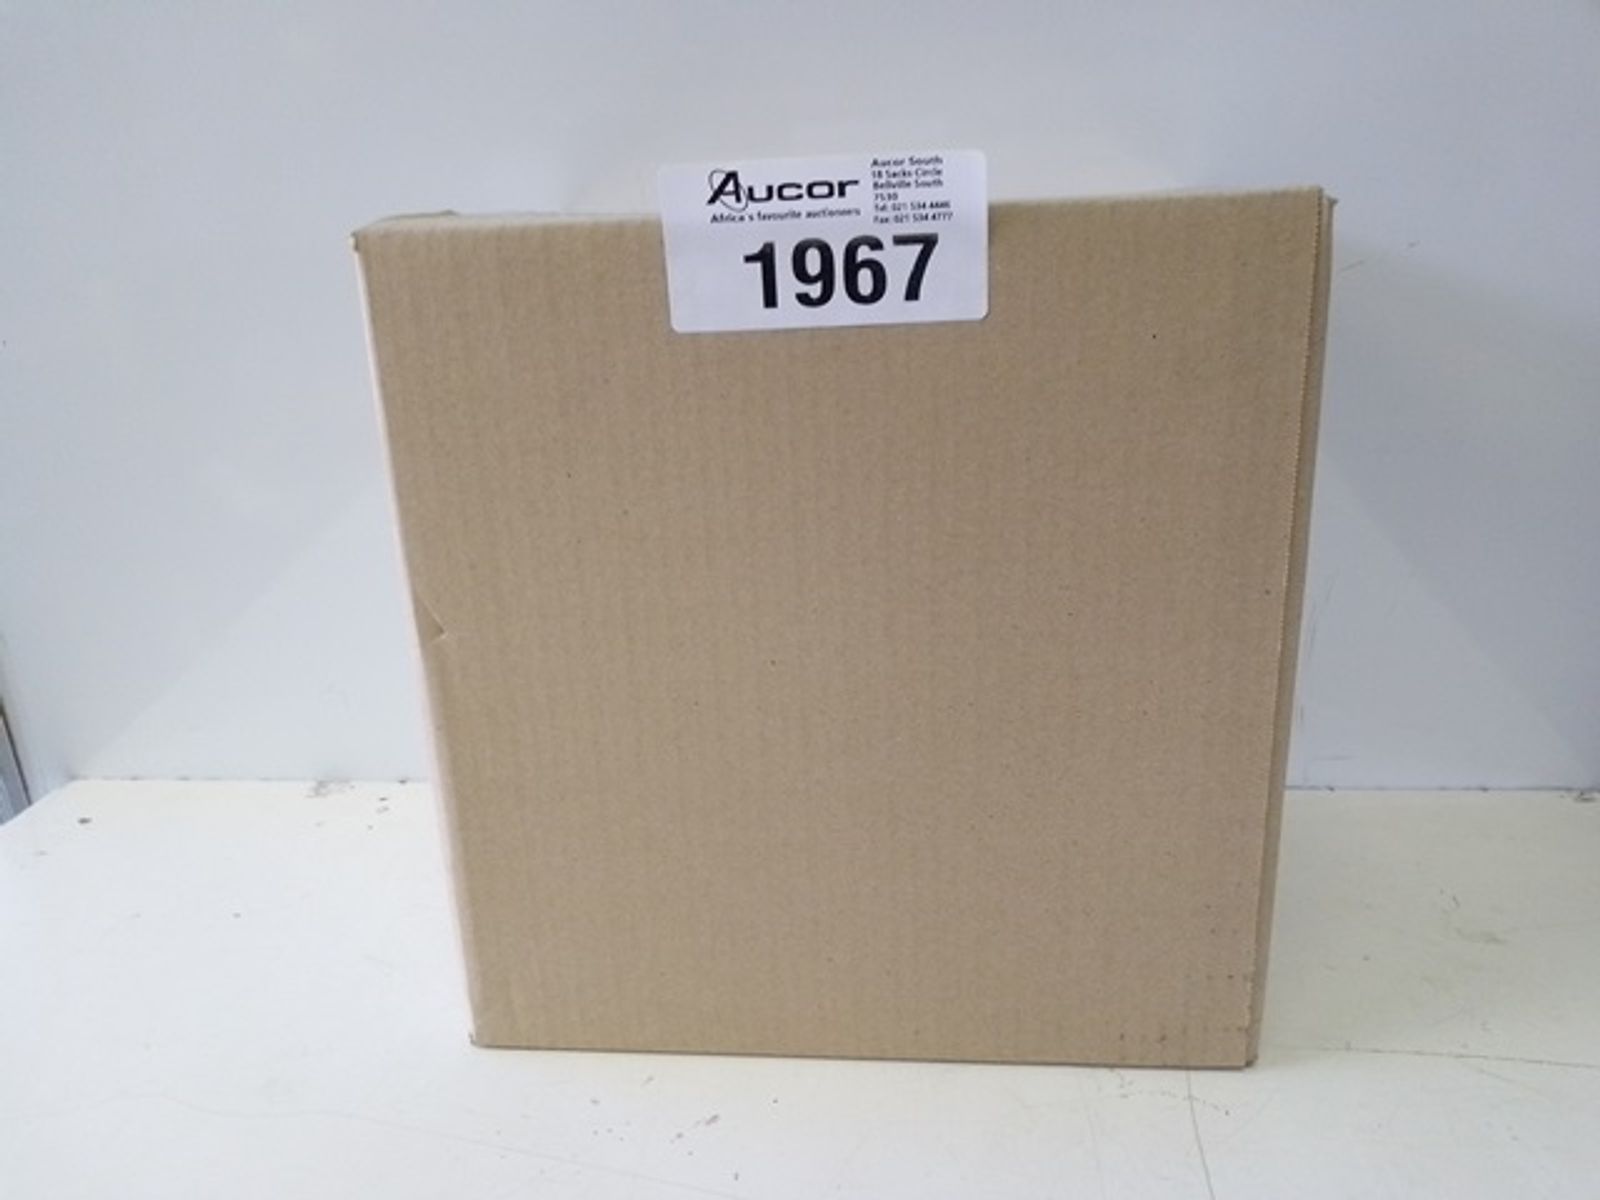 Aucor
Africa's favourite auctioneers
Aucor South
18 Sacks Circle
Bellville South
7530
Tel: 021 534 4446
Fax: 021 534 4777
1967